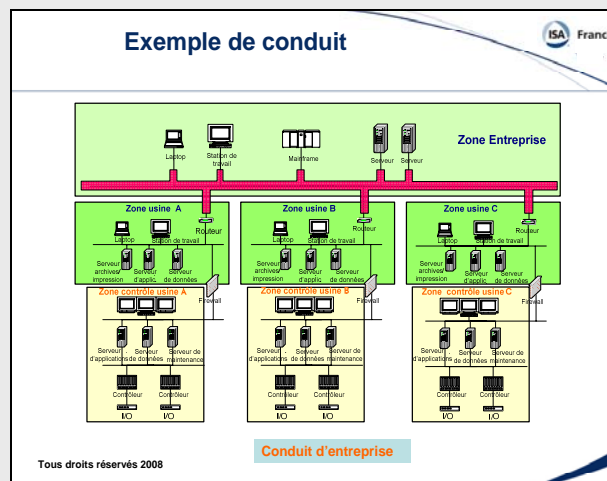 Exemple de conduit
ISA Franc
Zone Entreprise
Laptop
Station de travail
Mainframe
Serveur
Serveur
Zone usine A
Routeur
Laptop
Station de travail
Serveur archives/ impression
Serveur d'applic.
Serveur de données
Firewall
Zone contrôle usine A
Serveur d'applications
Serveur de données
Serveur de maintenance
Contrôleur
Contrôleur
I/O
I/O
Zone usine B
Routeur
Laptop
Station de travail
Serveur archives/ impression
Serveur d'applic.
Serveur de données
Firewall
Zone contrôle usine B
Serveur d'applications
Serveur de données
Serveur de maintenance
Contrôleur
Contrôleur
I/O
I/O
Zone usine C
Routeur
Laptop
Station de travail
Serveur archives/ impression
Serveur d'applic.
Serveur de données
Firewall
Zone contrôle usine C
Serveur d'applications
Serveur de données
Serveur de maintenance
Contrôleur
Contrôleur
I/O
I/O
Conduit d'entreprise
Tous droits réservés 2008